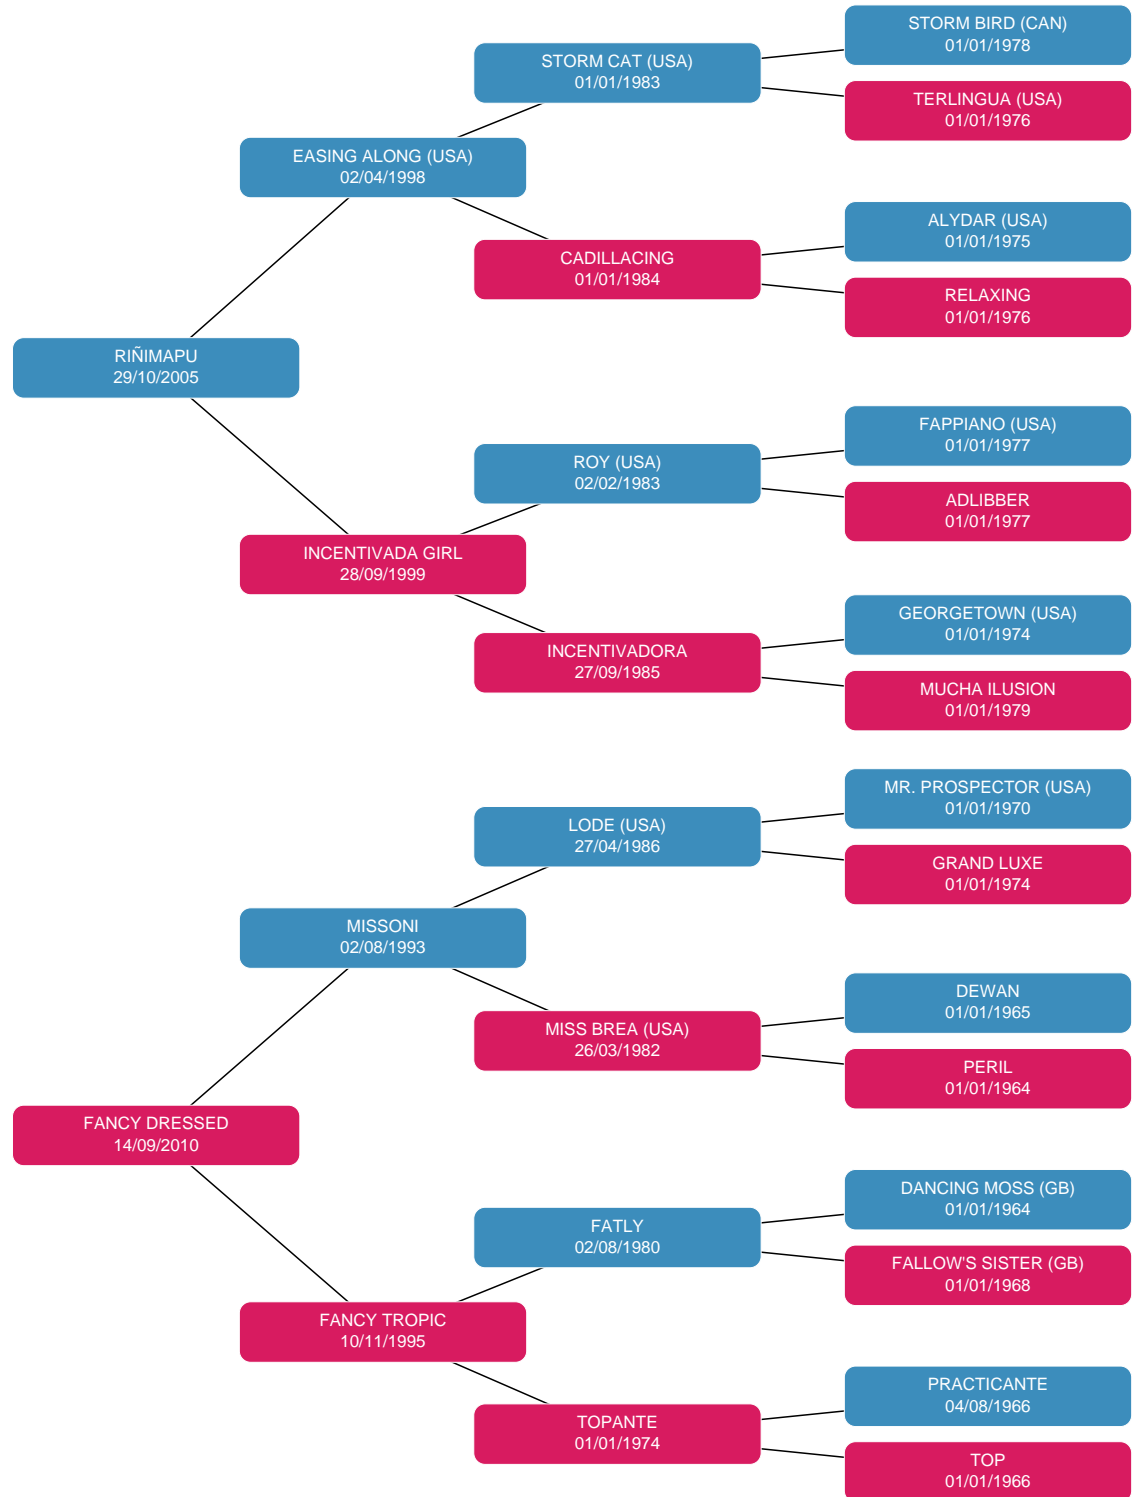 STORM BIRD (CAN)
01/01/1978
STORM CAT (USA)
01/01/1983
TERLINGUA (USA)
01/01/1976
EASING ALONG (USA)
02/04/1998
ALYDAR (USA)
01/01/1975
CADILLACING
01/01/1984
RELAXING
01/01/1976
RIÑIMAPU
29/10/2005
FAPPIANO (USA)
01/01/1977
ROY (USA)
02/02/1983
ADLIBBER
01/01/1977
INCENTIVADA GIRL
28/09/1999
GEORGETOWN (USA)
01/01/1974
INCENTIVADORA
27/09/1985
MUCHA ILUSION
01/01/1979
MR. PROSPECTOR (USA)
01/01/1970
LODE (USA)
27/04/1986
GRAND LUXE
01/01/1974
MISSONI
02/08/1993
DEWAN
01/01/1965
MISS BREA (USA)
26/03/1982
PERIL
01/01/1964
FANCY DRESSED
14/09/2010
DANCING MOSS (GB)
01/01/1964
FATLY
02/08/1980
FALLOW'S SISTER (GB)
01/01/1968
FANCY TROPIC
10/11/1995
PRACTICANTE
04/08/1966
TOPANTE
01/01/1974
TOP
01/01/1966